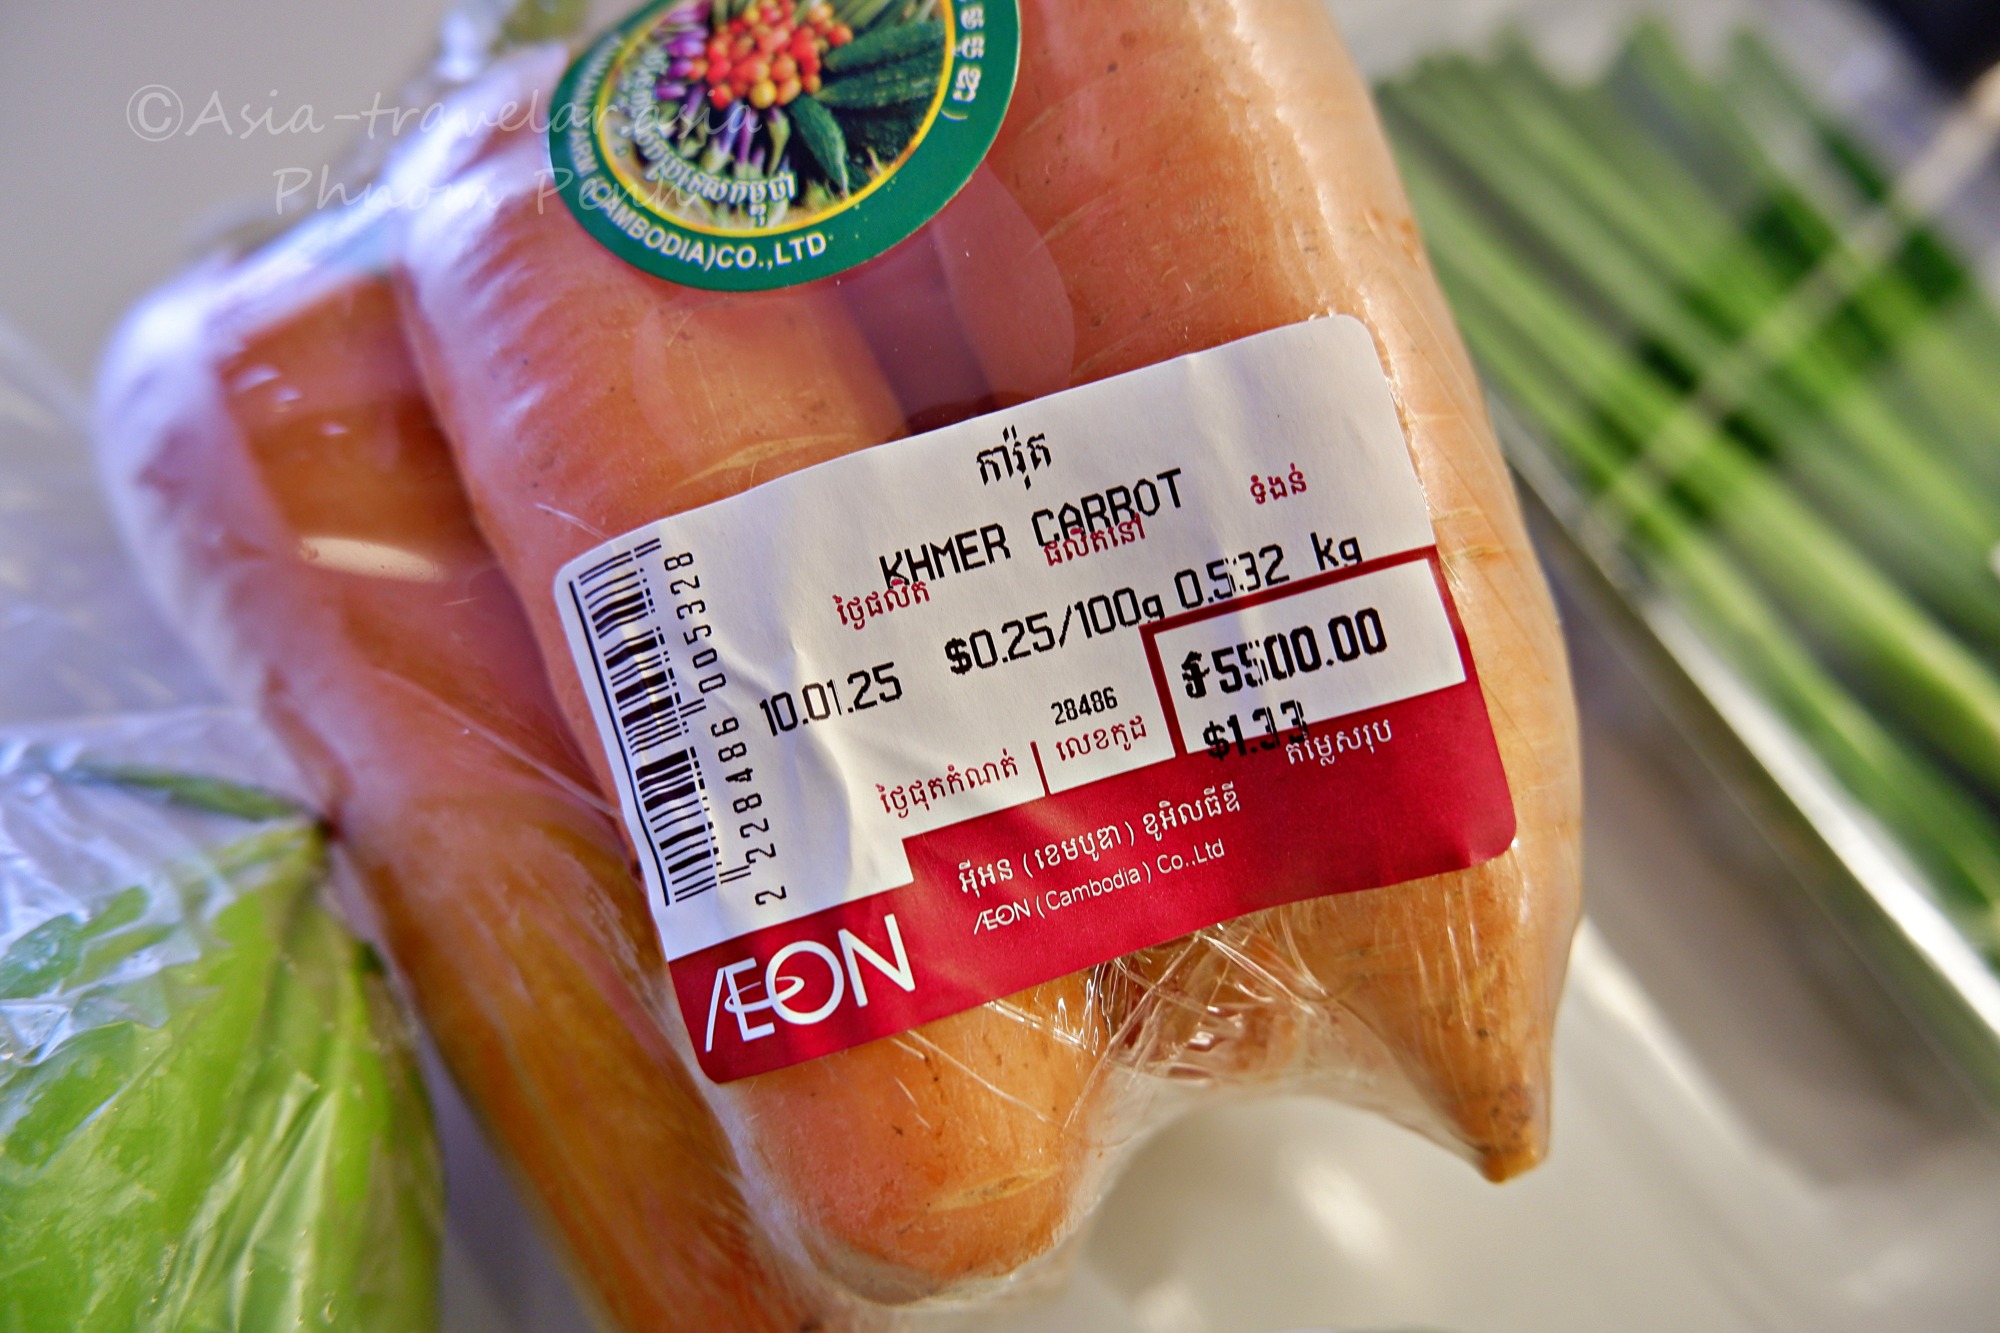 ©Asia-travelar.asia
Phnom Penh
(CAMBODIA)CO.,LTD
ការ៉ុត
KHMER CARROT
ទំងន់
ថ្ងៃផលិត
ផលិតនៅ
10.01.25 $0.25/100g 0.532 kg
៛5500.00
$1.33
28486
ថ្ងៃផុតកំណត់
លេខកូដ
តម្លៃសរុប
2 228486 005328
អ៊ីអន (ខេមបូឌា) ខូអិលធីឌី
ÆON (Cambodia) Co.,Ltd
ÆON